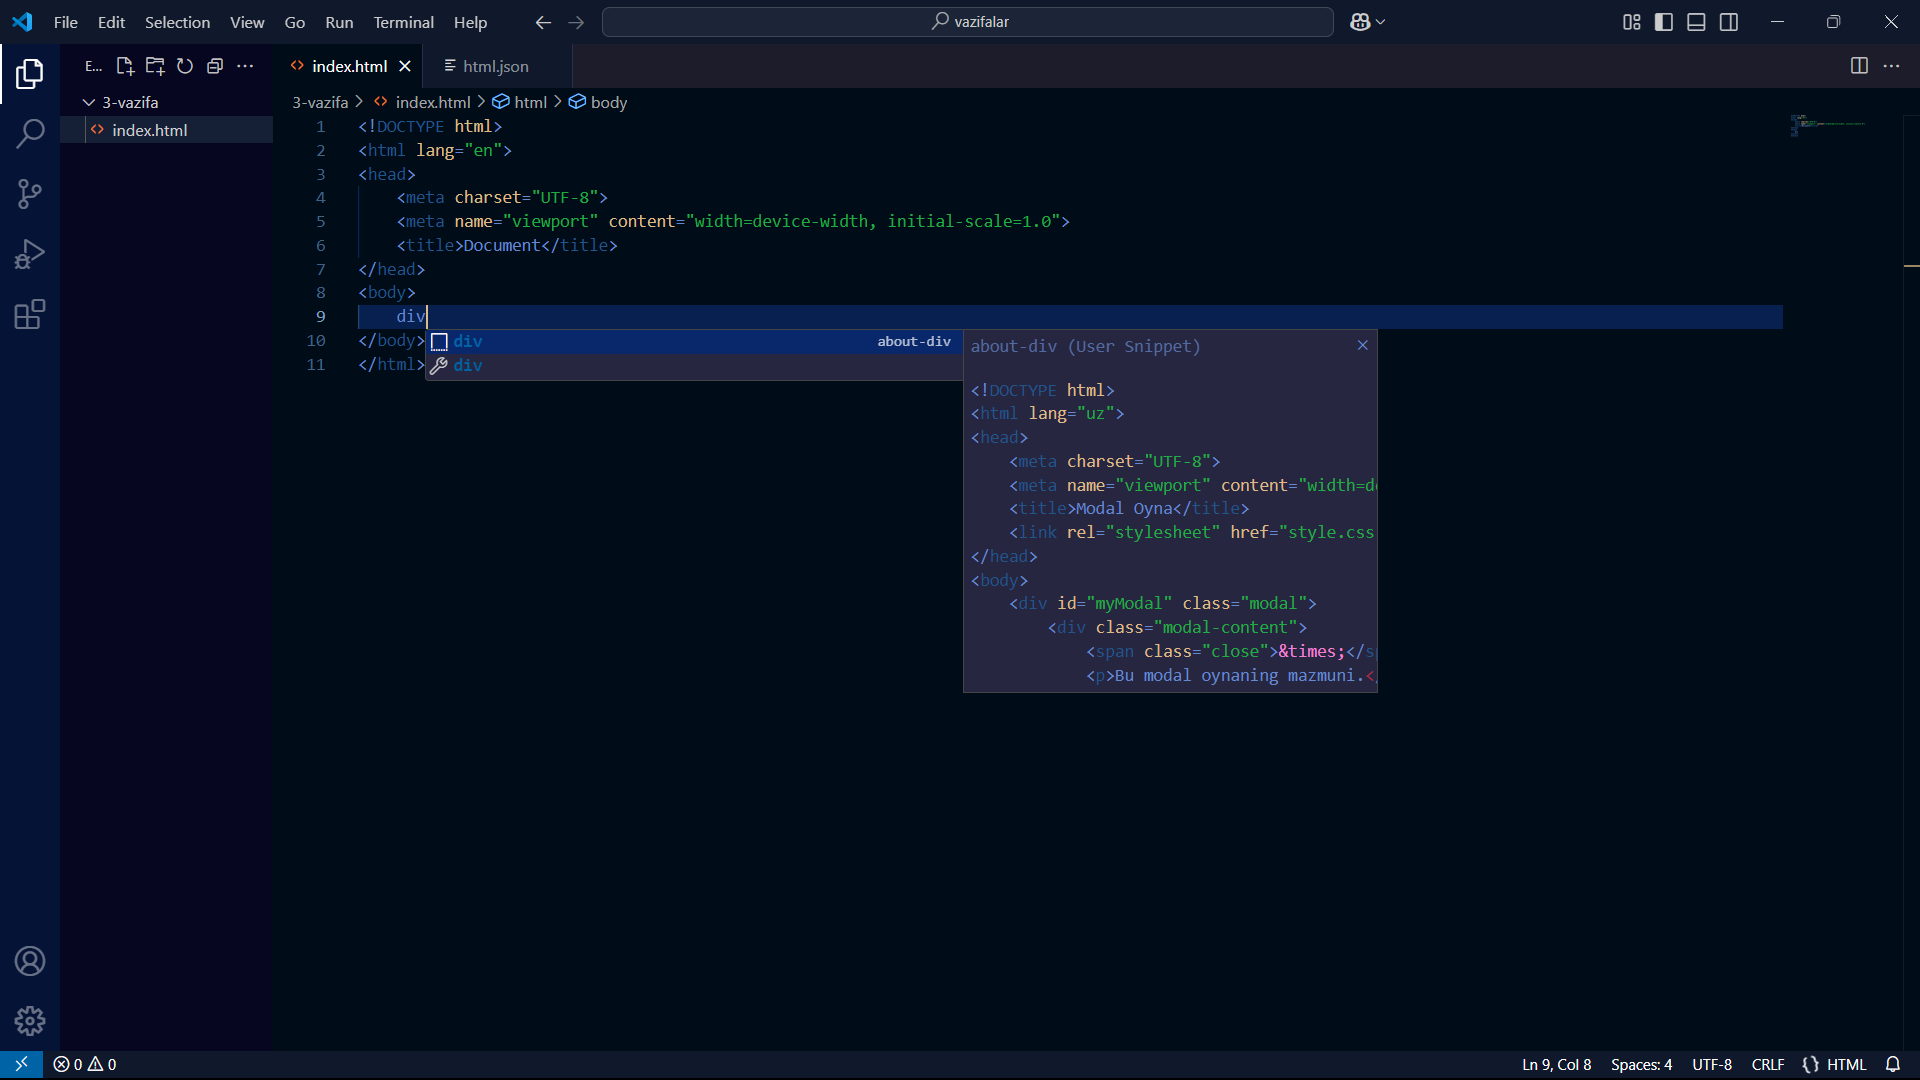 File Edit Selection View Go Run Terminal Help
vazifalar
E...
index.html
html.json
3-vazifa
index.html
3-vazifa > index.html > html > body
1 <!DOCTYPE html>
2 <html lang="en">
3 <head>
4 <meta charset="UTF-8">
5 <meta name="viewport" content="width=device-width, initial-scale=1.0">
6 <title>Document</title>
7 </head>
8 <body>
9 div
10 </body>
11 </html>
div about-div
div
about-div (User Snippet)
<!DOCTYPE html>
<html lang="uz">
<head>
<meta charset="UTF-8">
<meta name="viewport" content="width=d
<title>Modal Oyna</title>
<link rel="stylesheet" href="style.css
</head>
<body>
<div id="myModal" class="modal">
<div class="modal-content">
<span class="close">&times;</s
<p>Bu modal oynaning mazmuni.<
0 0
Ln 9, Col 8 Spaces: 4 UTF-8 CRLF {} HTML